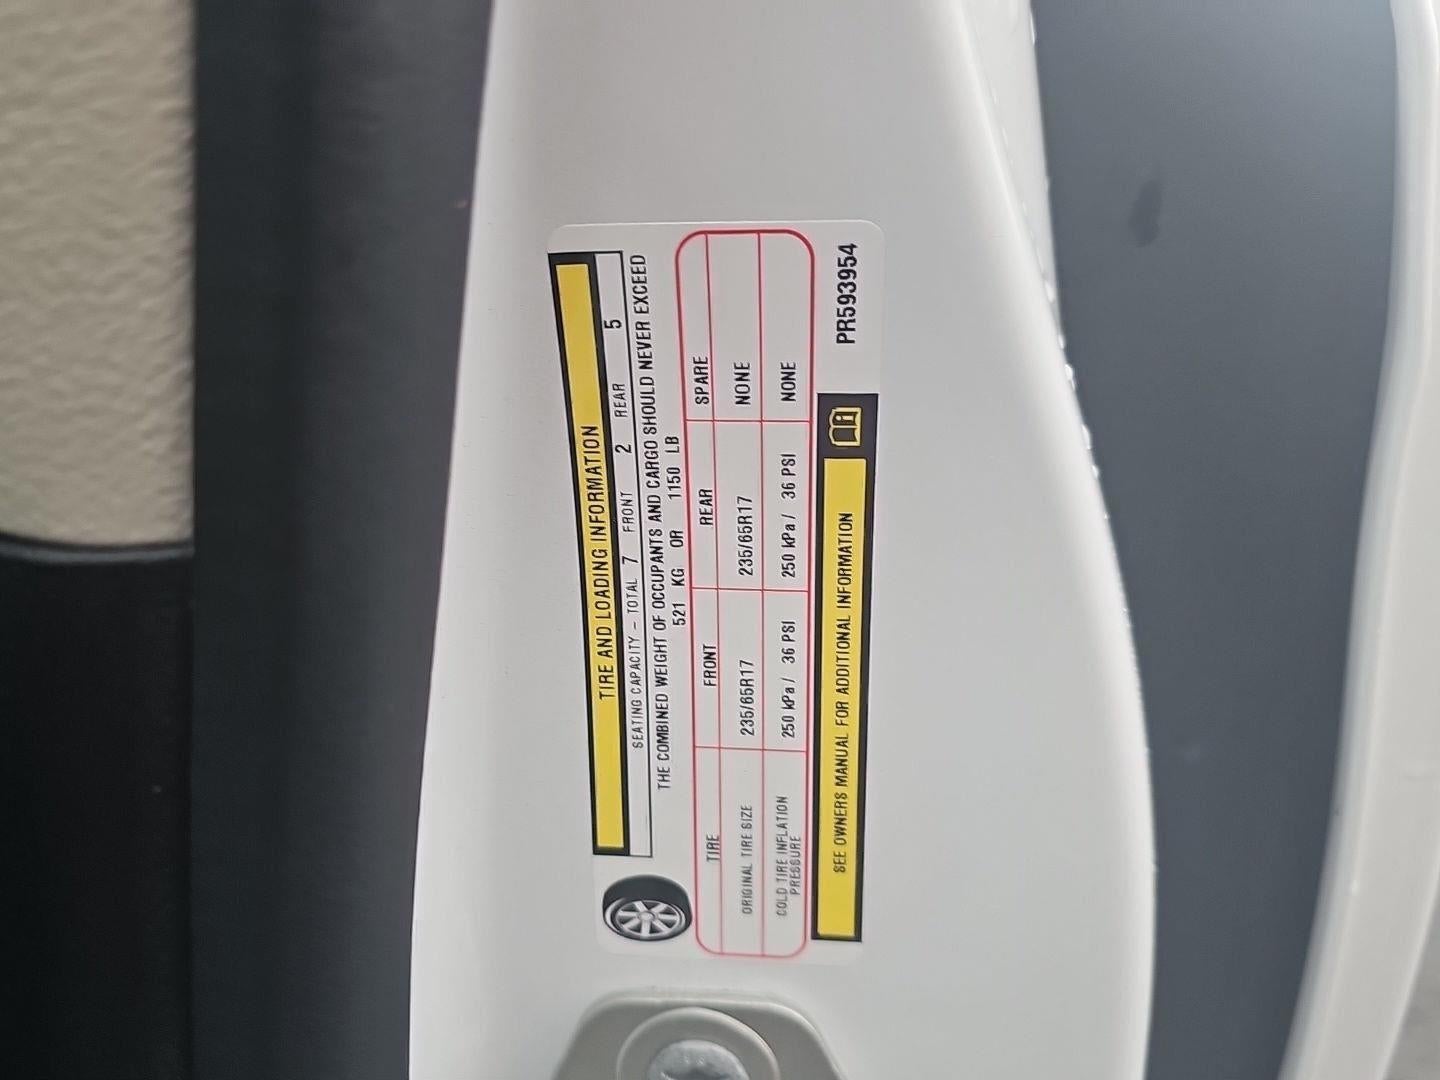 TIRE AND LOADING INFORMATION
SEATING CAPACITY - TOTAL 7 FRONT 2 REAR 5
THE COMBINED WEIGHT OF OCCUPANTS AND CARGO SHOULD NEVER EXCEED
521 KG OR 1150 LB
TIRE FRONT REAR SPARE
ORIGINAL TIRE SIZE 235/65R17 235/65R17 NONE
COLD TIRE INFLATION PRESSURE 250 kPa / 36 PSI 250 kPa / 36 PSI NONE
SEE OWNERS MANUAL FOR ADDITIONAL INFORMATION
PR593954